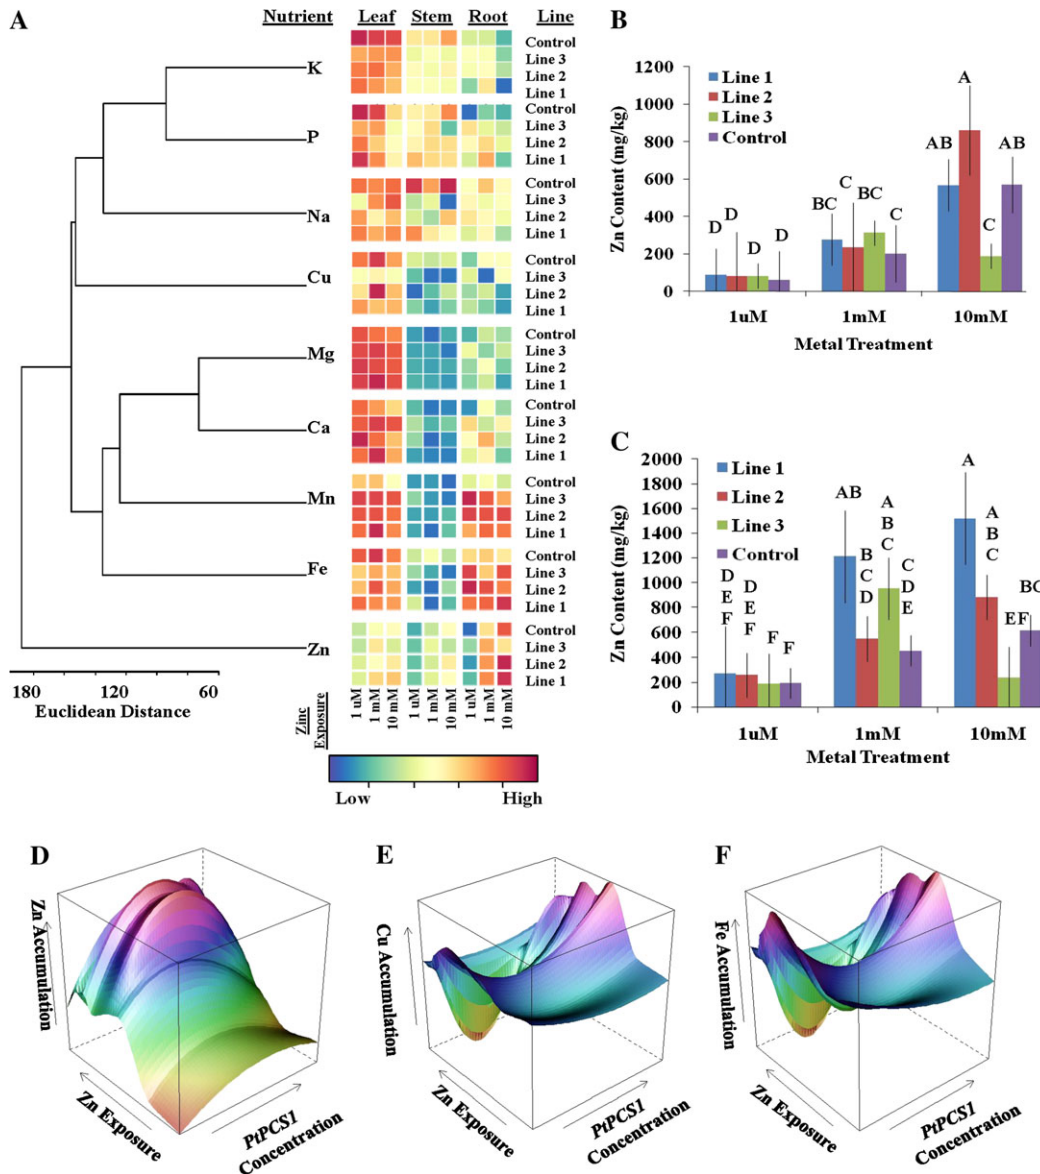 A
Nutrient Leaf Stem Root Line
K
Control
Line 3
Line 2
Line 1
P
Control
Line 3
Line 2
Line 1
Na
Control
Line 3
Line 2
Line 1
Cu
Control
Line 3
Line 2
Line 1
Mg
Control
Line 3
Line 2
Line 1
Ca
Control
Line 3
Line 2
Line 1
Mn
Control
Line 3
Line 2
Line 1
Fe
Control
Line 3
Line 2
Line 1
Zn
Control
Line 3
Line 2
Line 1
180 120 60
Euclidean Distance
Zinc
Exposure
1 uM 1 mM 10 mM 1 uM 1 mM 10 mM 1 uM 1 mM 10 mM
Low High
B
Zn Content (mg/kg)
1200
1000
800
600
400
200
0
Line 1
Line 2
Line 3
Control
D D D D
BC C BC C
AB A C AB
1uM 1mM 10mM
Metal Treatment
C
Zn Content (mg/kg)
2000
1800
1600
1400
1200
1000
800
600
400
200
0
Line 1
Line 2
Line 3
Control
D
E
F
D
E
F
F
F
AB
B
C
D
A
B
C
C
D
E
A
A
B
C
EF
BC
1uM 1mM 10mM
Metal Treatment
D
Zn Accumulation
Zn Exposure
PtPCS1
Concentration
E
Cu Accumulation
Zn Exposure
PtPCS1
Concentration
F
Fe Accumulation
Zn Exposure
PtPCS1
Concentration